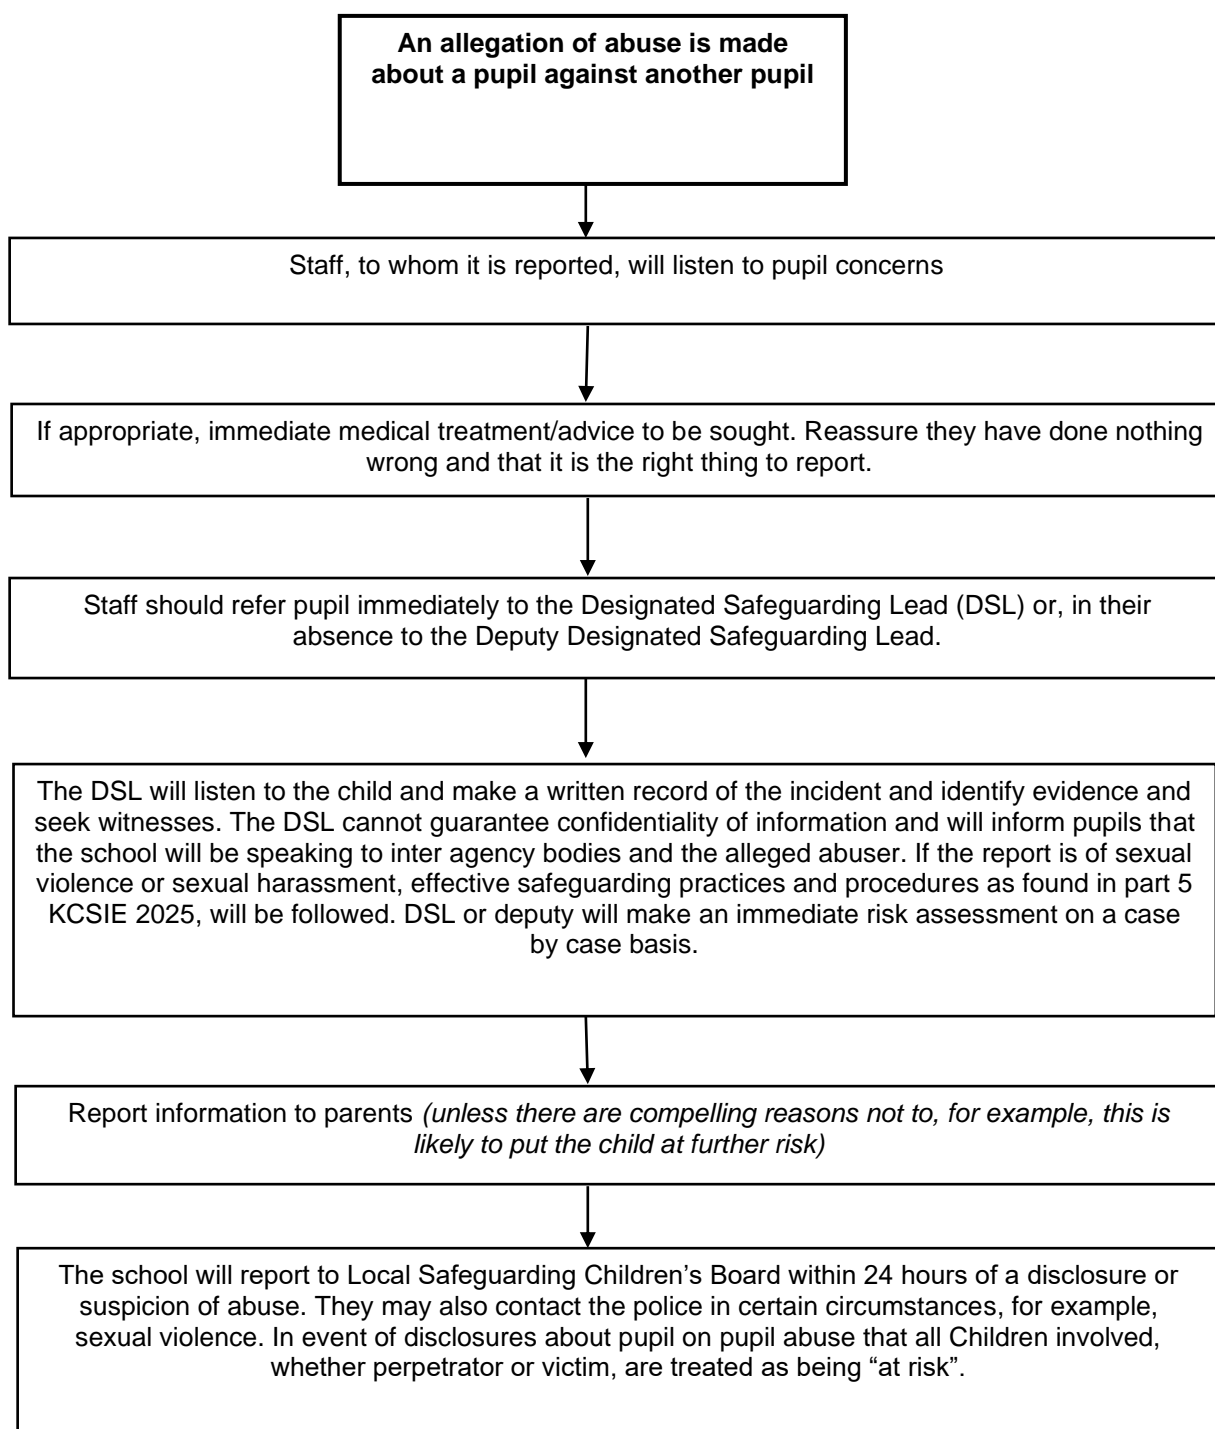 An allegation of abuse is made
about a pupil against another pupil
Staff, to whom it is reported, will listen to pupil concerns
If appropriate, immediate medical treatment/advice to be sought. Reassure they have done nothing
wrong and that it is the right thing to report.
Staff should refer pupil immediately to the Designated Safeguarding Lead (DSL) or, in their
absence to the Deputy Designated Safeguarding Lead.
The DSL will listen to the child and make a written record of the incident and identify evidence and
seek witnesses. The DSL cannot guarantee confidentiality of information and will inform pupils that
the school will be speaking to inter agency bodies and the alleged abuser. If the report is of sexual
violence or sexual harassment, effective safeguarding practices and procedures as found in part 5
KCSIE 2025, will be followed. DSL or deputy will make an immediate risk assessment on a case
by case basis.
Report information to parents (unless there are compelling reasons not to, for example, this is
likely to put the child at further risk)
The school will report to Local Safeguarding Children’s Board within 24 hours of a disclosure or
suspicion of abuse. They may also contact the police in certain circumstances, for example,
sexual violence. In event of disclosures about pupil on pupil abuse that all Children involved,
whether perpetrator or victim, are treated as being “at risk”.